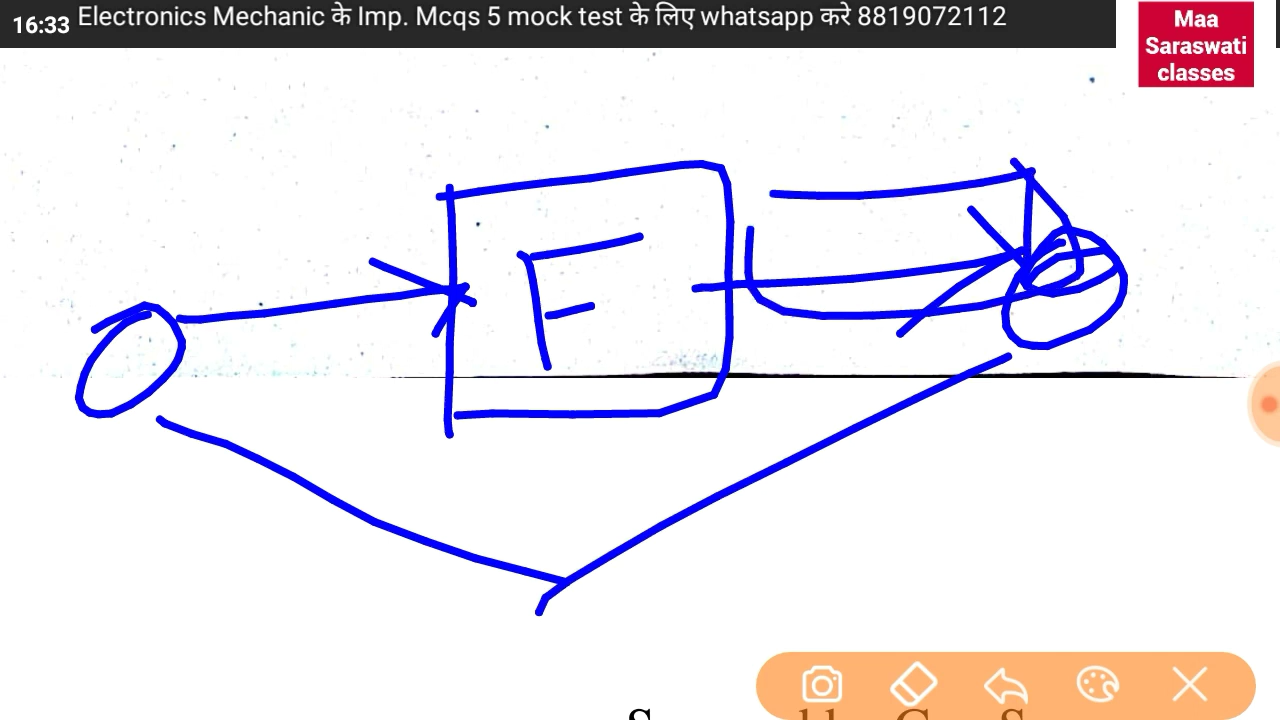 16:33 Electronics Mechanic के Imp. Mcqs 5 mock test के लिए whatsapp करे 8819072112
Maa
Saraswati
classes
F